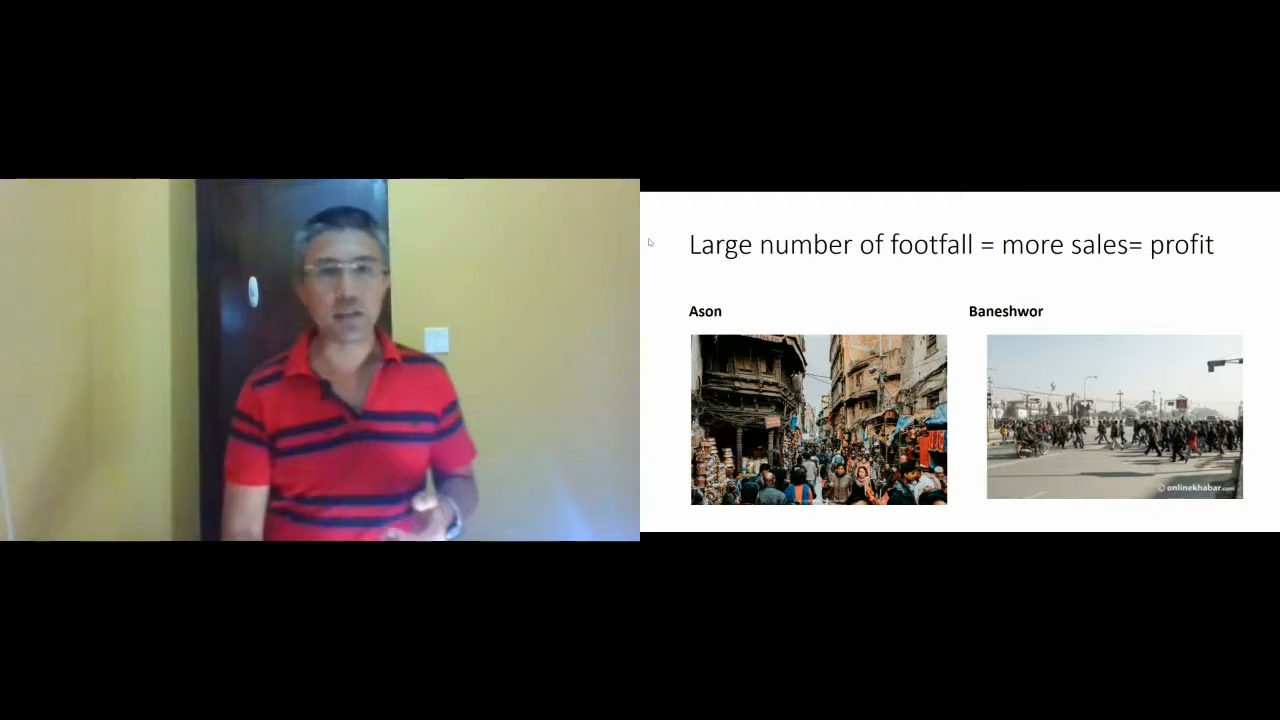 Large number of footfall = more sales= profit
Ason
Baneshwor
onlinekhabar.com